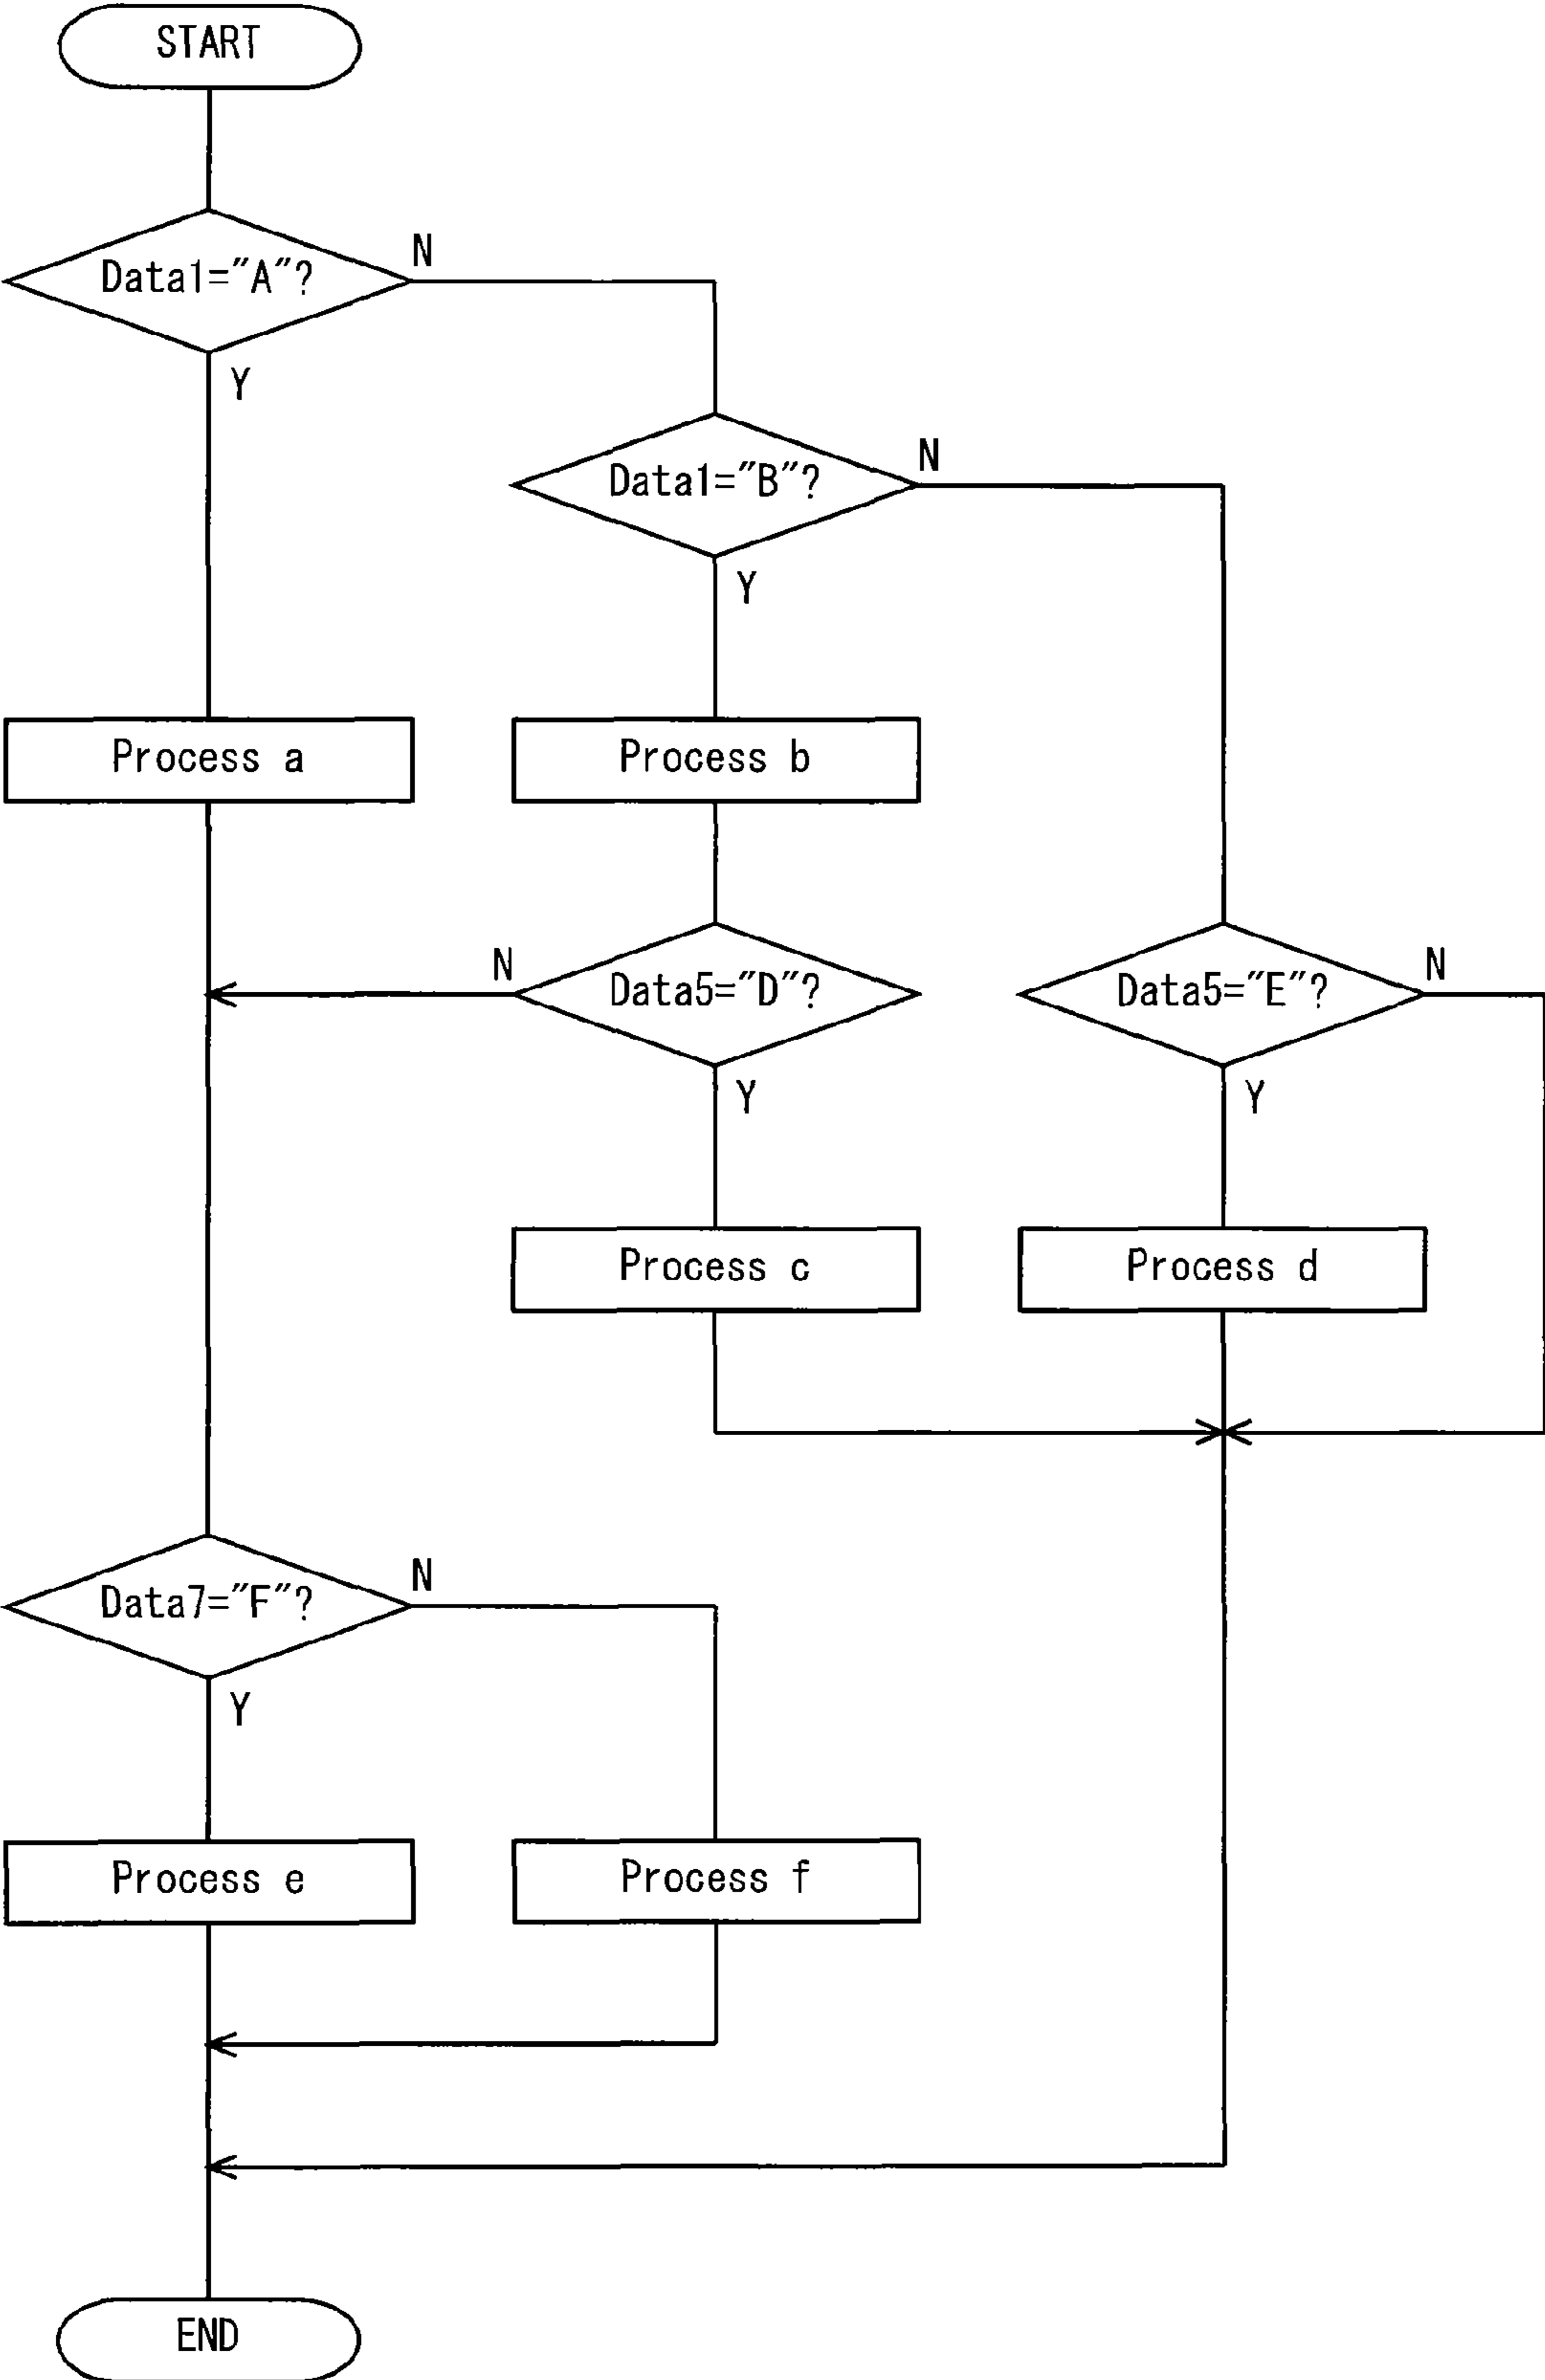 START
Data1="A"?
N
Y
Data1="B"?
N
Y
Process a
Process b
N
Data5="D"?
Y
Data5="E"?
N
Y
Process c
Process d
Data7="F"?
N
Y
Process e
Process f
END